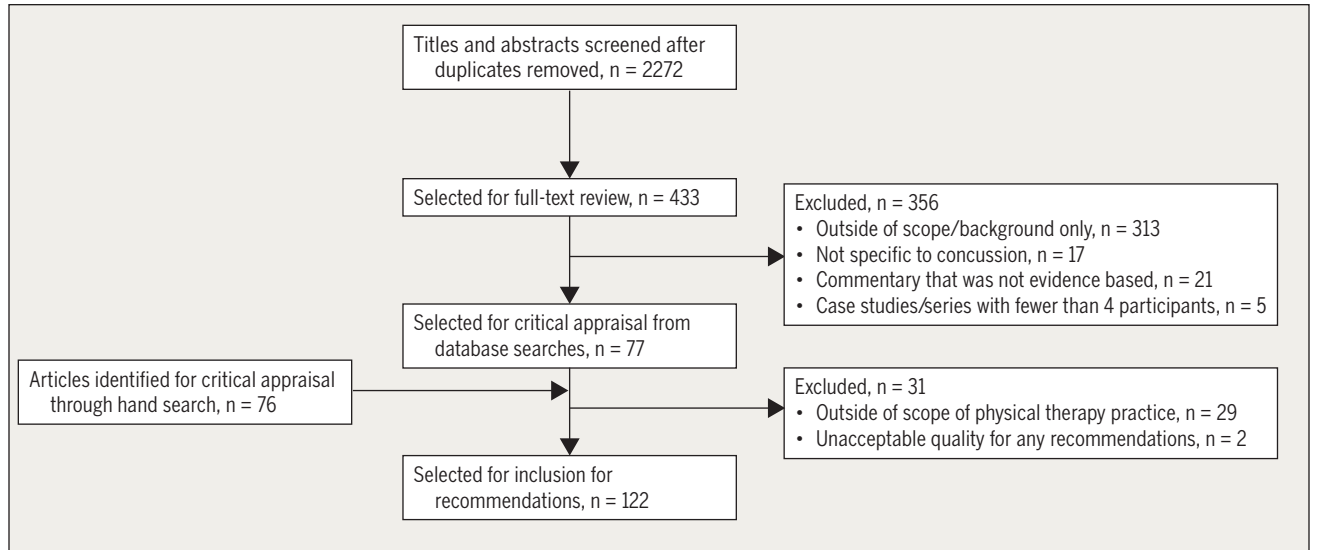 Titles and abstracts screened after
duplicates removed, n = 2272
Selected for full-text review, n = 433
Excluded, n = 356
• Outside of scope/background only, n = 313
• Not specific to concussion, n = 17
• Commentary that was not evidence based, n = 21
• Case studies/series with fewer than 4 participants, n = 5
Selected for critical appraisal from
database searches, n = 77
Articles identified for critical appraisal
through hand search, n = 76
Excluded, n = 31
• Outside of scope of physical therapy practice, n = 29
• Unacceptable quality for any recommendations, n = 2
Selected for inclusion for
recommendations, n = 122